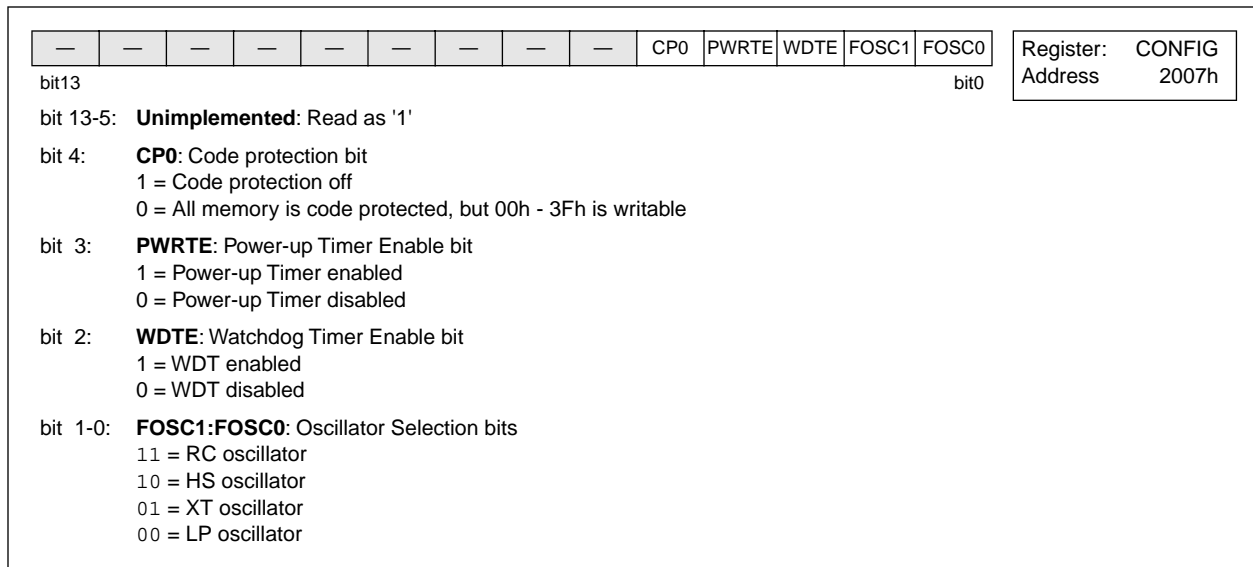 — — — — — — — — — CP0 PWRTE WDTE FOSC1 FOSC0
bit13 bit0
Register: CONFIG
Address 2007h
bit 13-5: Unimplemented: Read as '1'
bit 4: CP0: Code protection bit
1 = Code protection off
0 = All memory is code protected, but 00h - 3Fh is writable
bit 3: PWRTE: Power-up Timer Enable bit
1 = Power-up Timer enabled
0 = Power-up Timer disabled
bit 2: WDTE: Watchdog Timer Enable bit
1 = WDT enabled
0 = WDT disabled
bit 1-0: FOSC1:FOSC0: Oscillator Selection bits
11 = RC oscillator
10 = HS oscillator
01 = XT oscillator
00 = LP oscillator